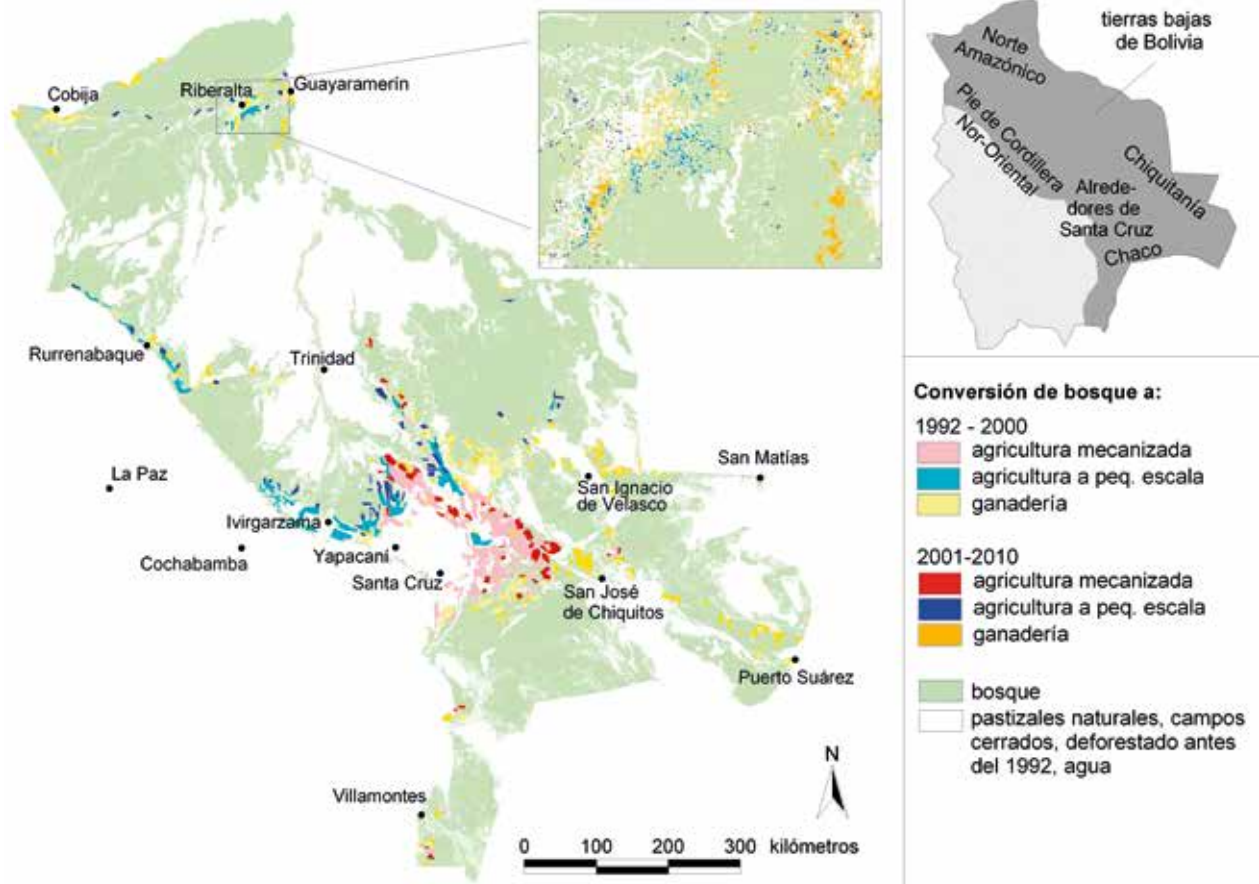 Cobija
Riberalta
Guayaramerín
Rurrenabaque
Trinidad
La Paz
Ivirgarzama
Cochabamba
Yapacaní
Santa Cruz
San Ignacio
de Velasco
San Matías
San José
de Chiquitos
Puerto Suárez
Villamontes
N
0 100 200 300 kilómetros
tierras bajas
de Bolivia
Norte
Amazónico
Pie de Cordillera
Nor-Oriental
Chiquitanía
Alrede-
dores de
Santa Cruz
Chaco
Conversión de bosque a:
1992 - 2000
agricultura mecanizada
agricultura a peq. escala
ganadería
2001-2010
agricultura mecanizada
agricultura a peq. escala
ganadería
bosque
pastizales naturales, campos
cerrados, deforestado antes
del 1992, agua